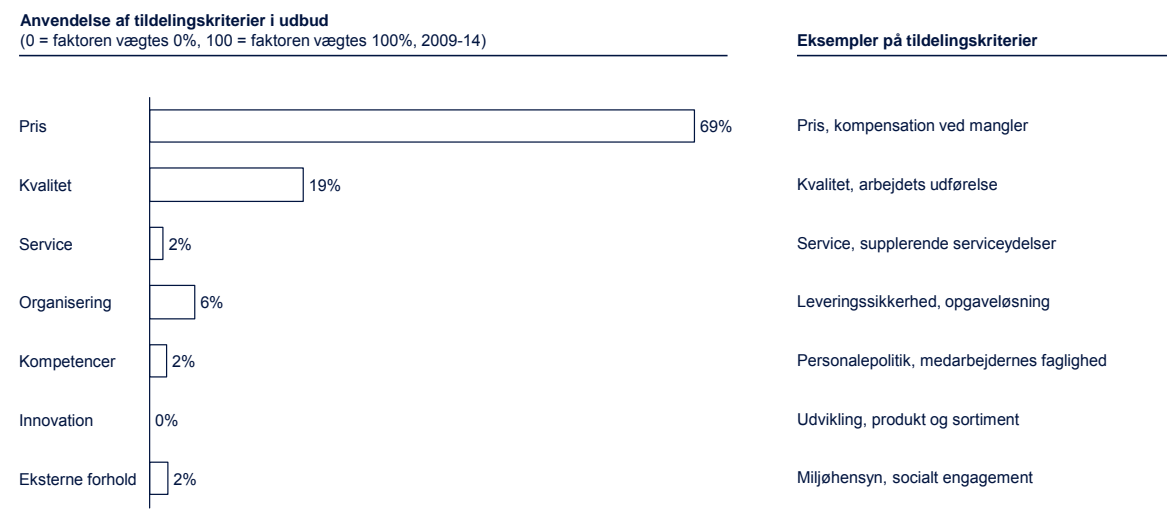 Anvendelse af tildelingskriterier i udbud
(0 = faktoren vægtes 0%, 100 = faktoren vægtes 100%, 2009-14)
Eksempler på tildelingskriterier
Pris 69% Pris, kompensation ved mangler
Kvalitet 19% Kvalitet, arbejdets udførelse
Service 2% Service, supplerende serviceydelser
Organisering 6% Leveringssikkerhed, opgaveløsning
Kompetencer 2% Personalepolitik, medarbejdernes faglighed
Innovation 0% Udvikling, produkt og sortiment
Eksterne forhold 2% Miljøhensyn, socialt engagement